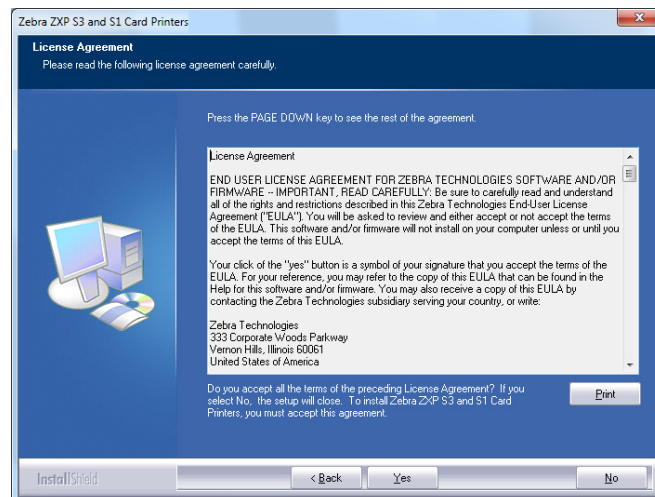 Zebra ZXP S3 and S1 Card Printers
License Agreement
Please read the following license agreement carefully.
Press the PAGE DOWN key to see the rest of the agreement.
License Agreement
END USER LICENSE AGREEMENT FOR ZEBRA TECHNOLOGIES SOFTWARE AND/OR
FIRMWARE -- IMPORTANT, READ CAREFULLY: Be sure to carefully read and understand
all of the rights and restrictions described in this Zebra Technologies End-User License
Agreement ("EULA"). You will be asked to review and either accept or not accept the terms
of the EULA. This software and/or firmware will not install on your computer unless or until you
accept the terms of this EULA.
Your click of the "yes" button is a symbol of your signature that you accept the terms of the
EULA. For your reference, you may refer to the copy of this EULA that can be found in the
Help for this software and/or firmware. You may also receive a copy of this EULA by
contacting the Zebra Technologies subsidiary serving your country, or write:
Zebra Technologies
333 Corporate Woods Parkway
Vernon Hills, Illinois 60061
United States of America
Do you accept all the terms of the preceding License Agreement? If you
select No, the setup will close. To install Zebra ZXP S3 and S1 Card
Printers, you must accept this agreement.
Print
InstallShield
< Back
Yes
No